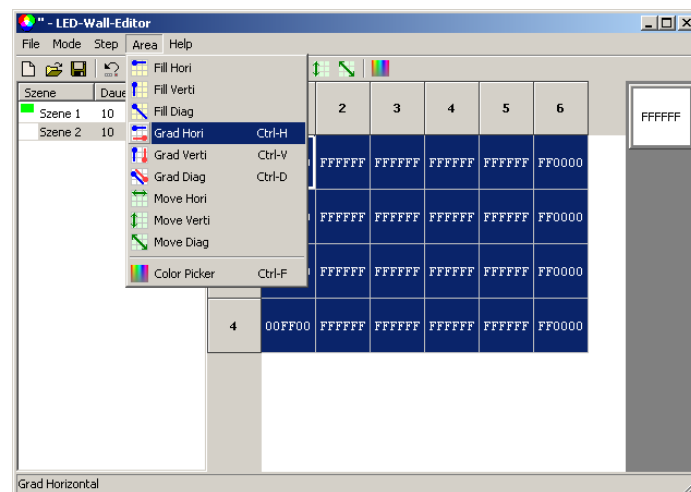 " - LED-Wall-Editor
File Mode Step Area Help
Szene
Szene 1 10
Szene 2 10
Fill Hori
Fill Verti
Fill Diag
Grad Hori Ctrl-H
Grad Verti Ctrl-V
Grad Diag Ctrl-D
Move Hori
Move Verti
Move Diag
Color Picker Ctrl-F
2 3 4 5 6
FFFFFF FFFFFF FFFFFF FFFFFF FF0000
FFFFFF FFFFFF FFFFFF FFFFFF FF0000
FFFFFF FFFFFF FFFFFF FFFFFF FF0000
4 00FF00 FFFFFF FFFFFF FFFFFF FFFFFF FF0000
FFFFFF
Grad Horizontal